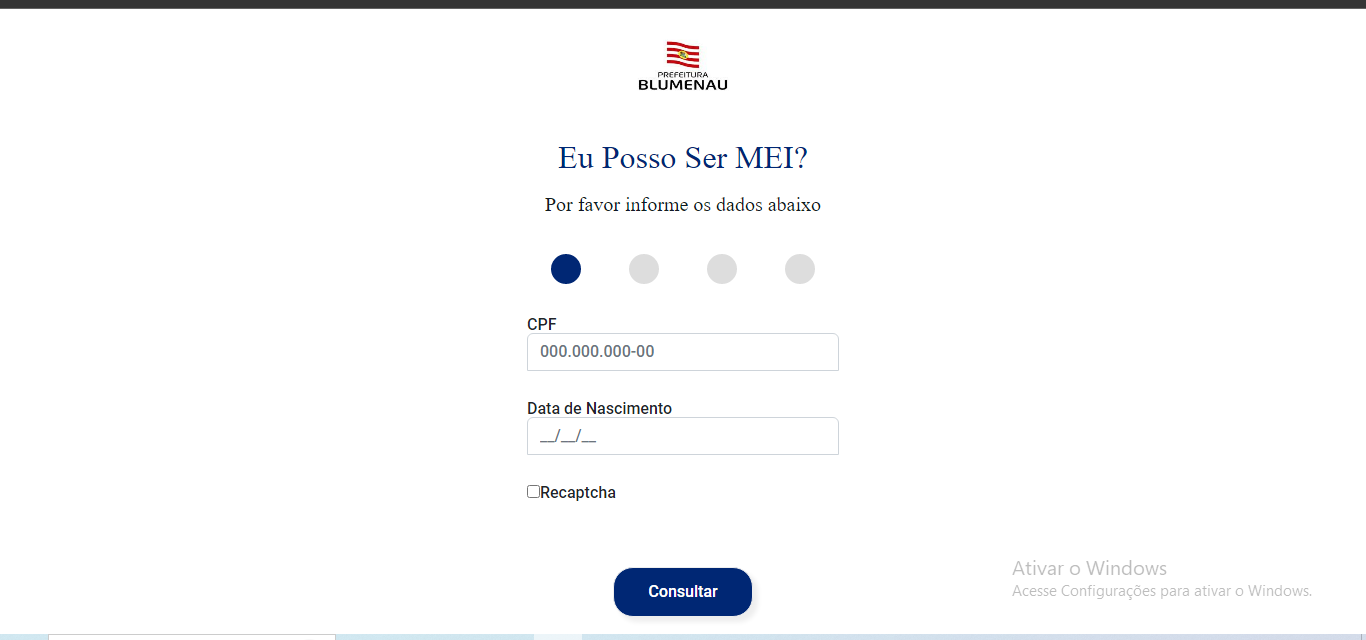 PREFEITURA
BLUMENAU
Eu Posso Ser MEI?
Por favor informe os dados abaixo
CPF
000.000.000-00
Data de Nascimento
__/__/__
Recaptcha
Consultar
Ativar o Windows
Acesse Configurações para ativar o Windows.